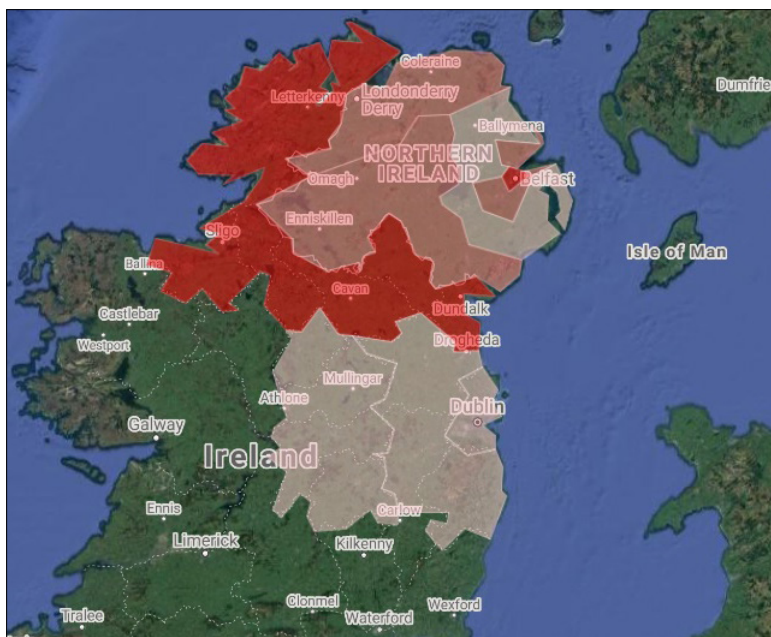 Coleraine
Dumfrie
Londonderry
Derry
Letterkenny
Ballymena
NORTHERN
IRELAND
Omagh
Belfast
Enniskillen
Sligo
Isle of Man
Ballina
Cavan
Castlebar
Dundalk
Westport
Drogheda
Mullingar
Athlone
Dublin
Galway
Ireland
Ennis
Carlow
Limerick
Kilkenny
Clonmel
Wexford
Tralee
Waterford